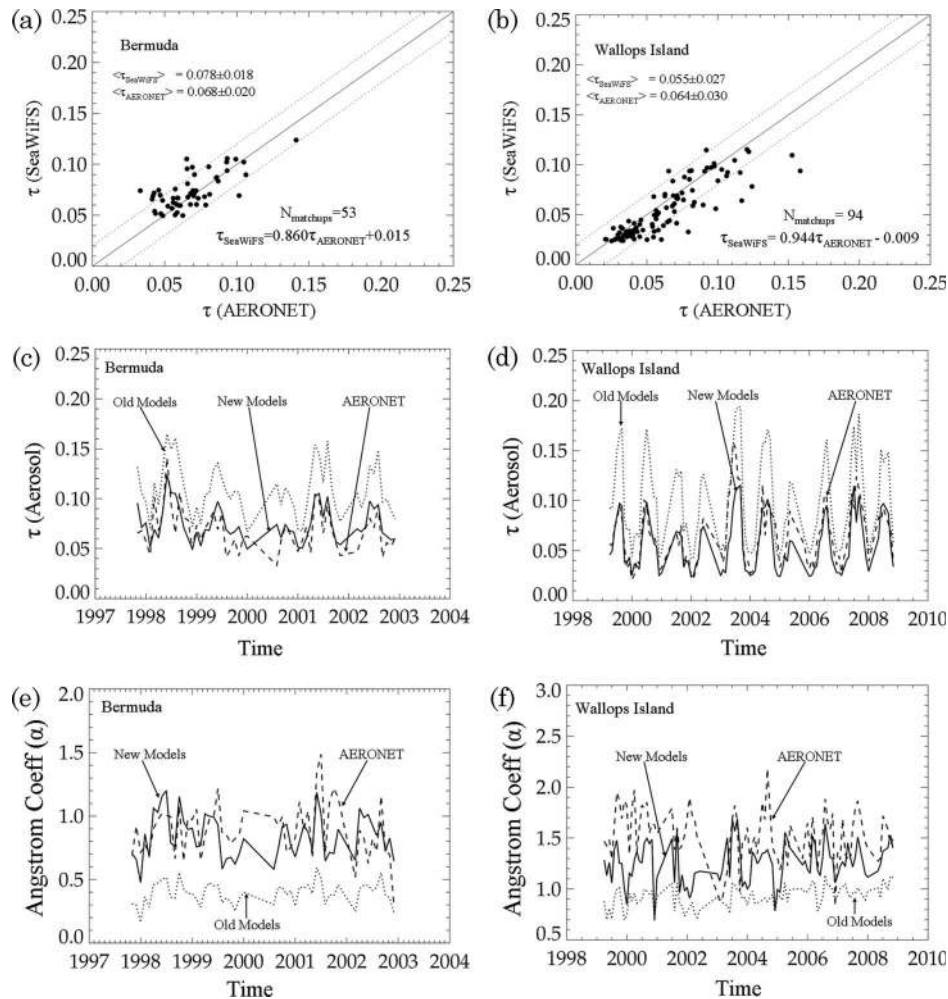 (a)
Bermuda
⟨τSeaWiFS⟩ = 0.078±0.018
⟨τAERONET⟩ = 0.068±0.020
Nmatchups=53
τSeaWiFS=0.860τAERONET+0.015
τ (SeaWiFS)
0.25
0.20
0.15
0.10
0.05
0.00
0.00 0.05 0.10 0.15 0.20 0.25
τ (AERONET)
(b)
Wallops Island
⟨τSeaWiFS⟩ = 0.055±0.027
⟨τAERONET⟩ = 0.064±0.030
Nmatchups= 94
τSeaWiFS= 0.944τAERONET - 0.009
τ (SeaWiFS)
0.25
0.20
0.15
0.10
0.05
0.00
0.00 0.05 0.10 0.15 0.20 0.25
τ (AERONET)
(c)
Bermuda
Old Models
New Models
AERONET
τ (Aerosol)
0.25
0.20
0.15
0.10
0.05
0.00
1997 1998 1999 2000 2001 2002 2003 2004
Time
(d)
Wallops Island
Old Models
New Models
AERONET
τ (Aerosol)
0.25
0.20
0.15
0.10
0.05
0.00
1998 2000 2002 2004 2006 2008 2010
Time
(e)
Bermuda
New Models
AERONET
Old Models
Angstrom Coeff (α)
2.0
1.5
1.0
0.5
0.0
1997 1998 1999 2000 2001 2002 2003 2004
Time
(f)
Wallops Island
New Models
AERONET
Old Models
Angstrom Coeff (α)
3.0
2.5
2.0
1.5
1.0
0.5
1998 2000 2002 2004 2006 2008 2010
Time